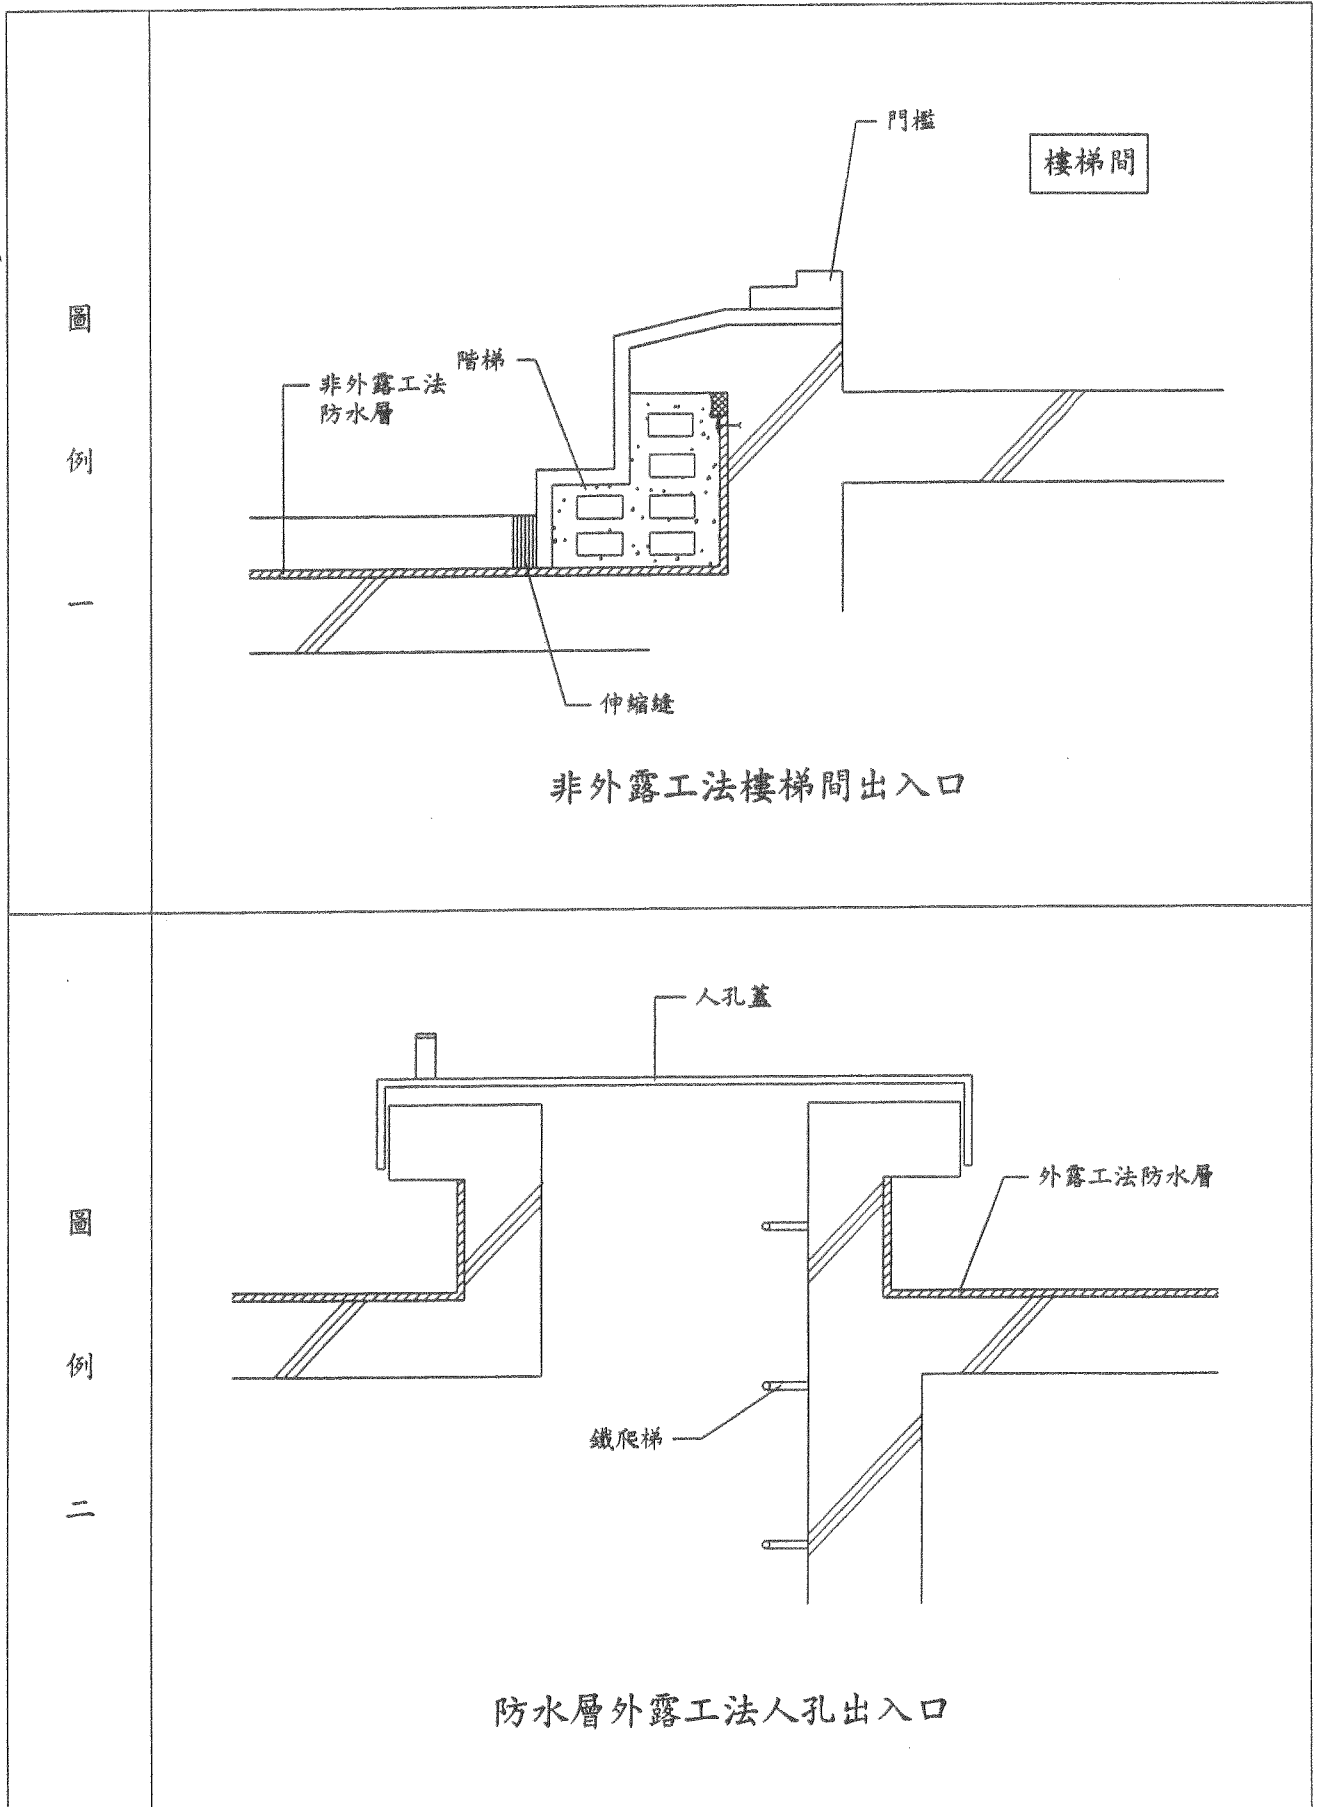 圖
例
一
門檻
樓梯間
階梯
非外露工法
防水層
伸縮縫
非外露工法樓梯間出入口
圖
例
二
人孔蓋
外露工法防水層
鐵爬梯
防水層外露工法人孔出入口